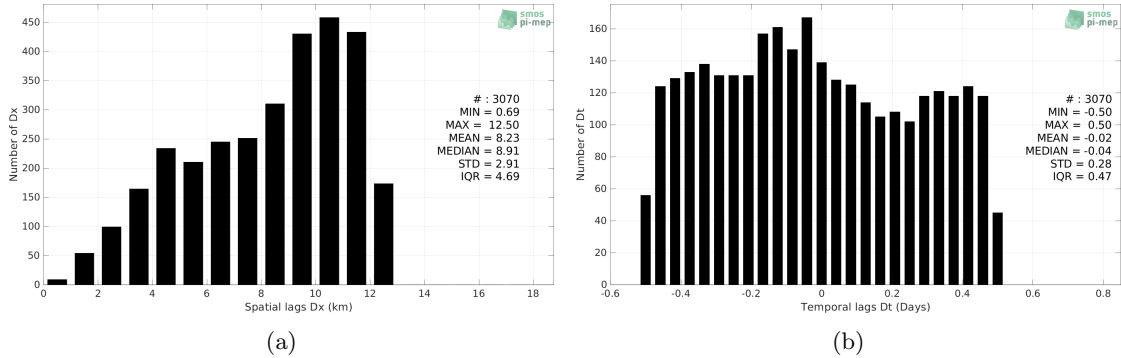 smos
pi-mep
450
400
350
300
250
200
150
100
50
0
Number of Dx
# : 3070
MIN = 0.69
MAX = 12.50
MEAN = 8.23
MEDIAN = 8.91
STD = 2.91
IQR = 4.69
0 2 4 6 8 10 12 14 16 18
Spatial lags Dx (km)
(a)
smos
pi-mep
160
140
120
100
80
60
40
20
0
Number of Dt
# : 3070
MIN = -0.50
MAX = 0.50
MEAN = -0.02
MEDIAN = -0.04
STD = 0.28
IQR = 0.47
-0.6 -0.4 -0.2 0 0.2 0.4 0.6 0.8
Temporal lags Dt (Days)
(b)